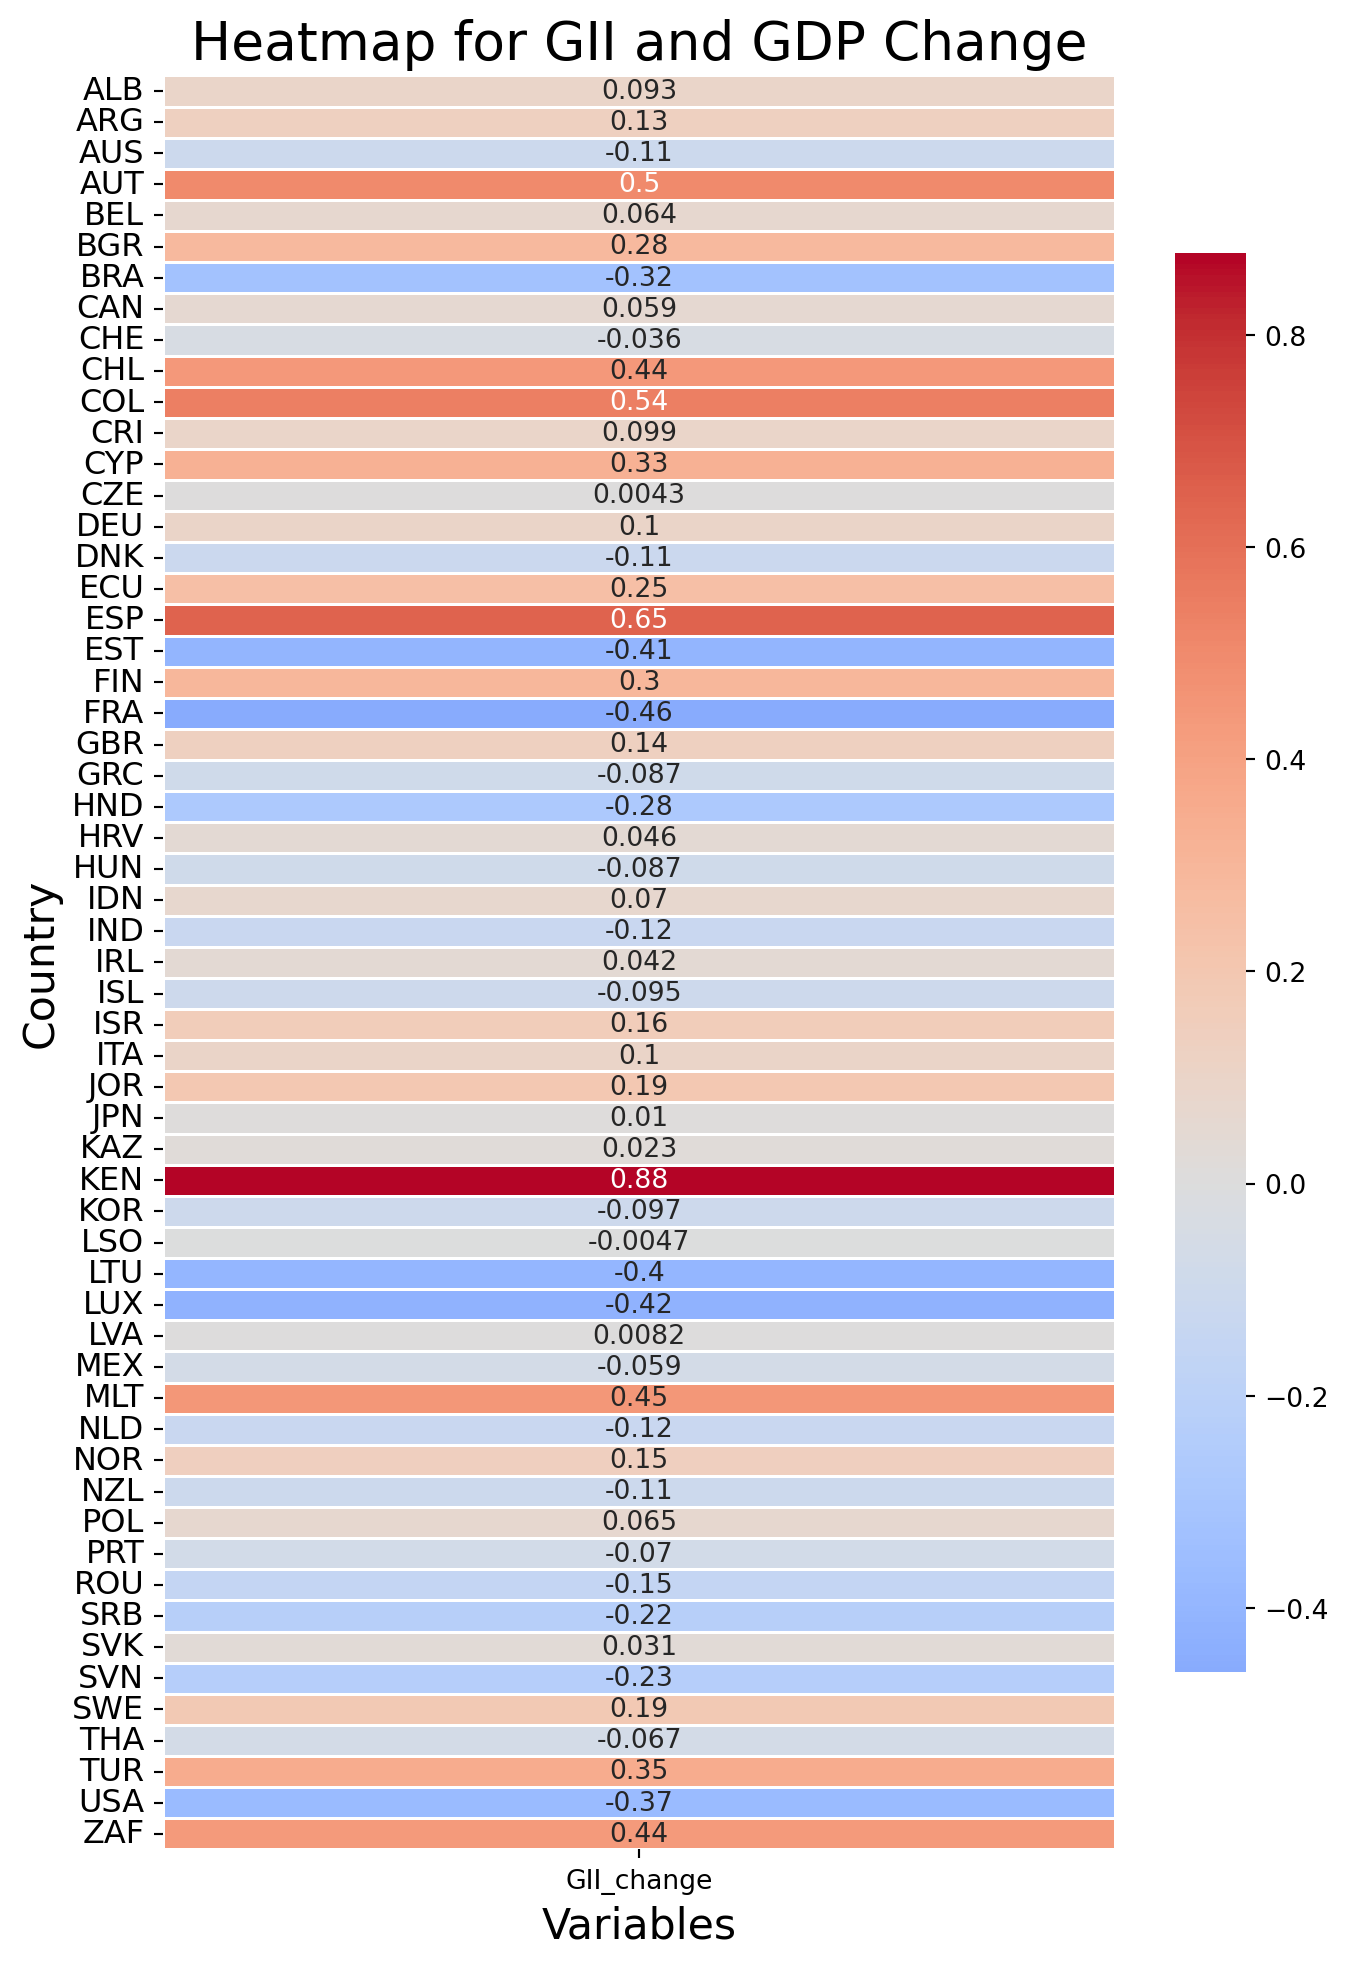 Heatmap for GII and GDP Change
ALB 0.093
ARG 0.13
AUS -0.11
AUT 0.5
BEL 0.064
BGR 0.28
BRA -0.32
CAN 0.059
CHE -0.036
CHL 0.44
COL 0.54
CRI 0.099
CYP 0.33
CZE 0.0043
DEU 0.1
DNK -0.11
ECU 0.25
ESP 0.65
EST -0.41
FIN 0.3
FRA -0.46
GBR 0.14
GRC -0.087
HND -0.28
HRV 0.046
HUN -0.087
IDN 0.07
IND -0.12
IRL 0.042
ISL -0.095
ISR 0.16
ITA 0.1
JOR 0.19
JPN 0.01
KAZ 0.023
KEN 0.88
KOR -0.097
LSO -0.0047
LTU -0.4
LUX -0.42
LVA 0.0082
MEX -0.059
MLT 0.45
NLD -0.12
NOR 0.15
NZL -0.11
POL 0.065
PRT -0.07
ROU -0.15
SRB -0.22
SVK 0.031
SVN -0.23
SWE 0.19
THA -0.067
TUR 0.35
USA -0.37
ZAF 0.44
Country
GII_change
Variables
0.8
0.6
0.4
0.2
0.0
−0.2
−0.4